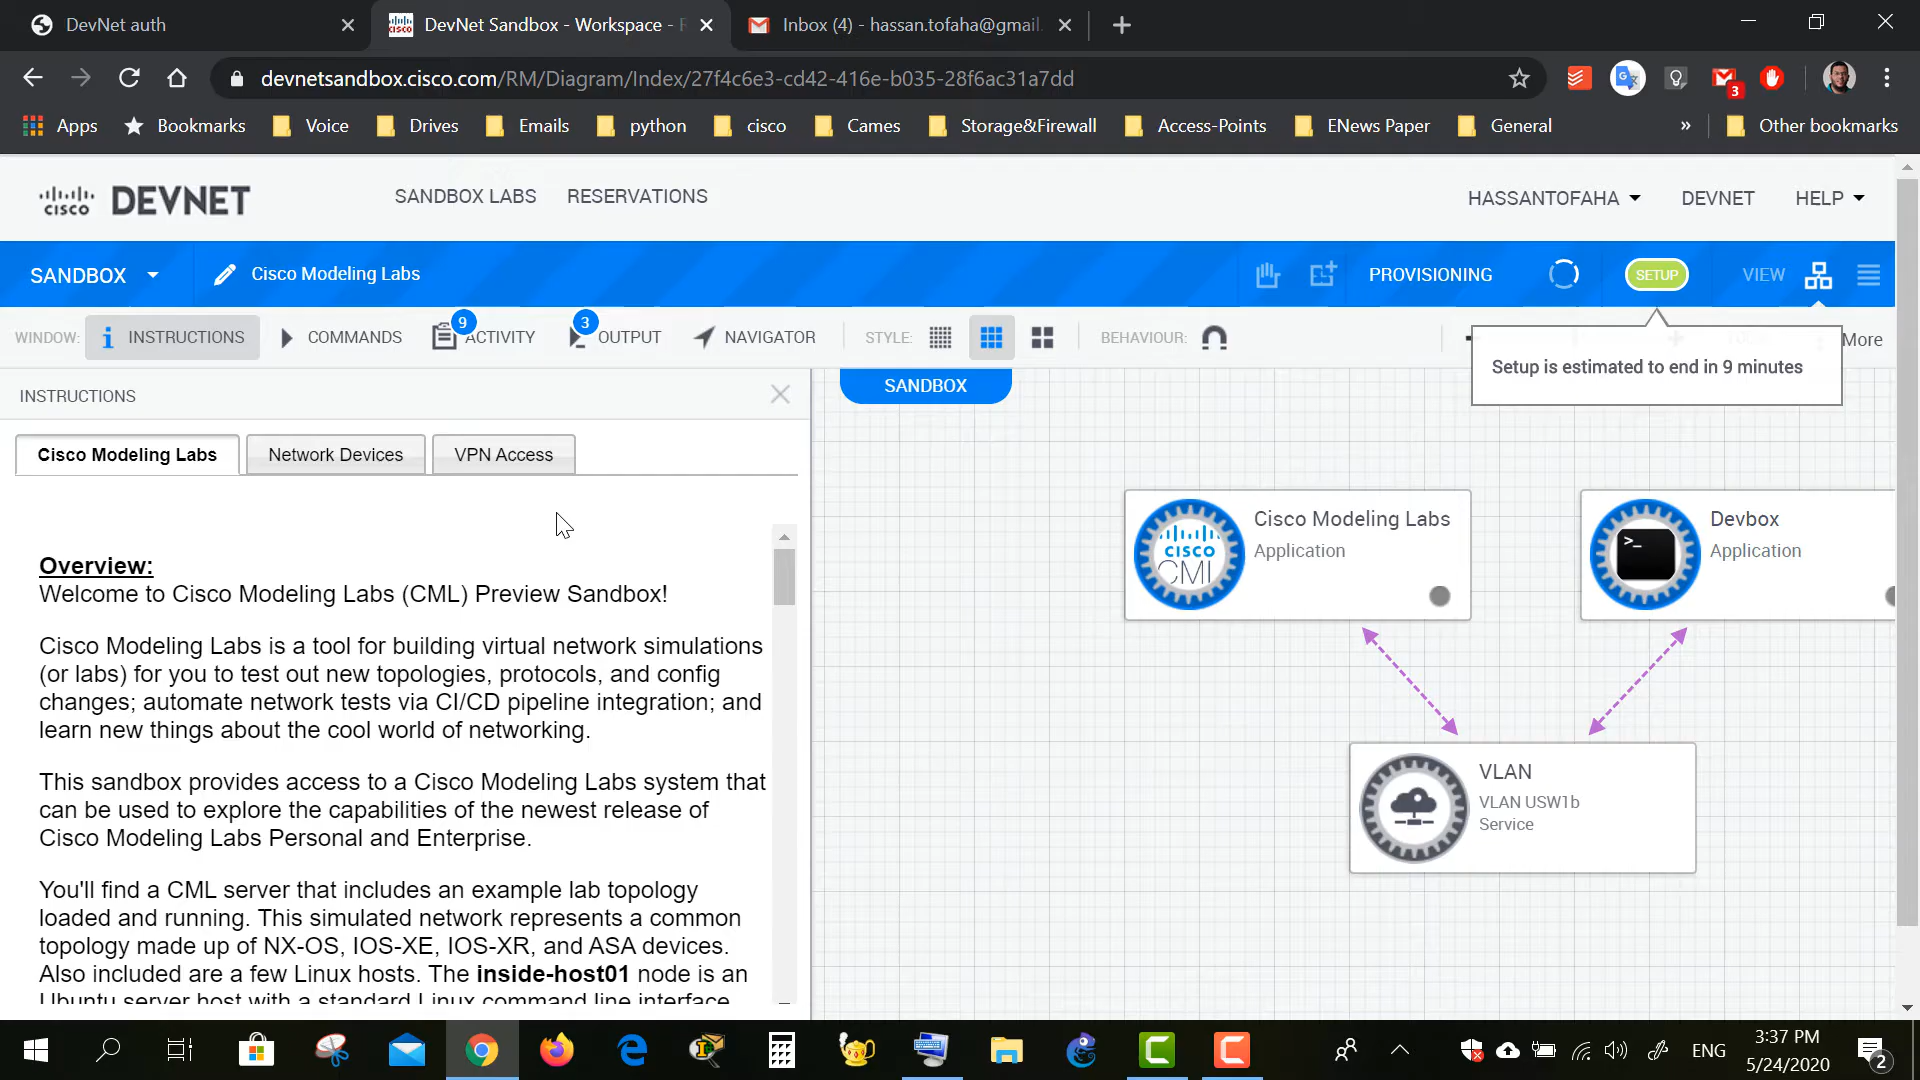 DevNet auth
DevNet Sandbox - Workspace -
Inbox (4) - hassan.tofaha@gmail.
devnetsandbox.cisco.com/RM/Diagram/Index/27f4c6e3-cd42-416e-b035-28f6ac31a7dd
3
Apps
Bookmarks
Voice
Drives
Emails
python
cisco
Cames
Storage&Firewall
Access-Points
ENews Paper
General
»
Other bookmarks
cisco DEVNET
SANDBOX LABS
RESERVATIONS
HASSANTOFAHA
DEVNET
HELP
SANDBOX
Cisco Modeling Labs
PROVISIONING
SETUP
VIEW
WINDOW:
INSTRUCTIONS
COMMANDS
9
ACTIVITY
3
OUTPUT
NAVIGATOR
STYLE:
BEHAVIOUR:
More
Setup is estimated to end in 9 minutes
INSTRUCTIONS
SANDBOX
Cisco Modeling Labs
Network Devices
VPN Access
Overview:
Welcome to Cisco Modeling Labs (CML) Preview Sandbox!
Cisco Modeling Labs is a tool for building virtual network simulations
(or labs) for you to test out new topologies, protocols, and config
changes; automate network tests via CI/CD pipeline integration; and
learn new things about the cool world of networking.
This sandbox provides access to a Cisco Modeling Labs system that
can be used to explore the capabilities of the newest release of
Cisco Modeling Labs Personal and Enterprise.
You'll find a CML server that includes an example lab topology
loaded and running. This simulated network represents a common
topology made up of NX-OS, IOS-XE, IOS-XR, and ASA devices.
Also included are a few Linux hosts. The inside-host01 node is an
Ubuntu server host with a standard Linux command line interface
cisco
CML
Cisco Modeling Labs
Application
>_
Devbox
Application
VLAN
VLAN USW1b
Service
ENG
3:37 PM
5/24/2020
2